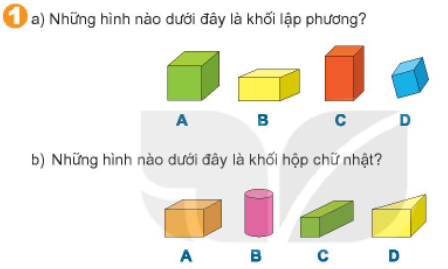 1 a) Những hình nào dưới đây là khối lập phương?
A B C D
b) Những hình nào dưới đây là khối hộp chữ nhật?
A B C D